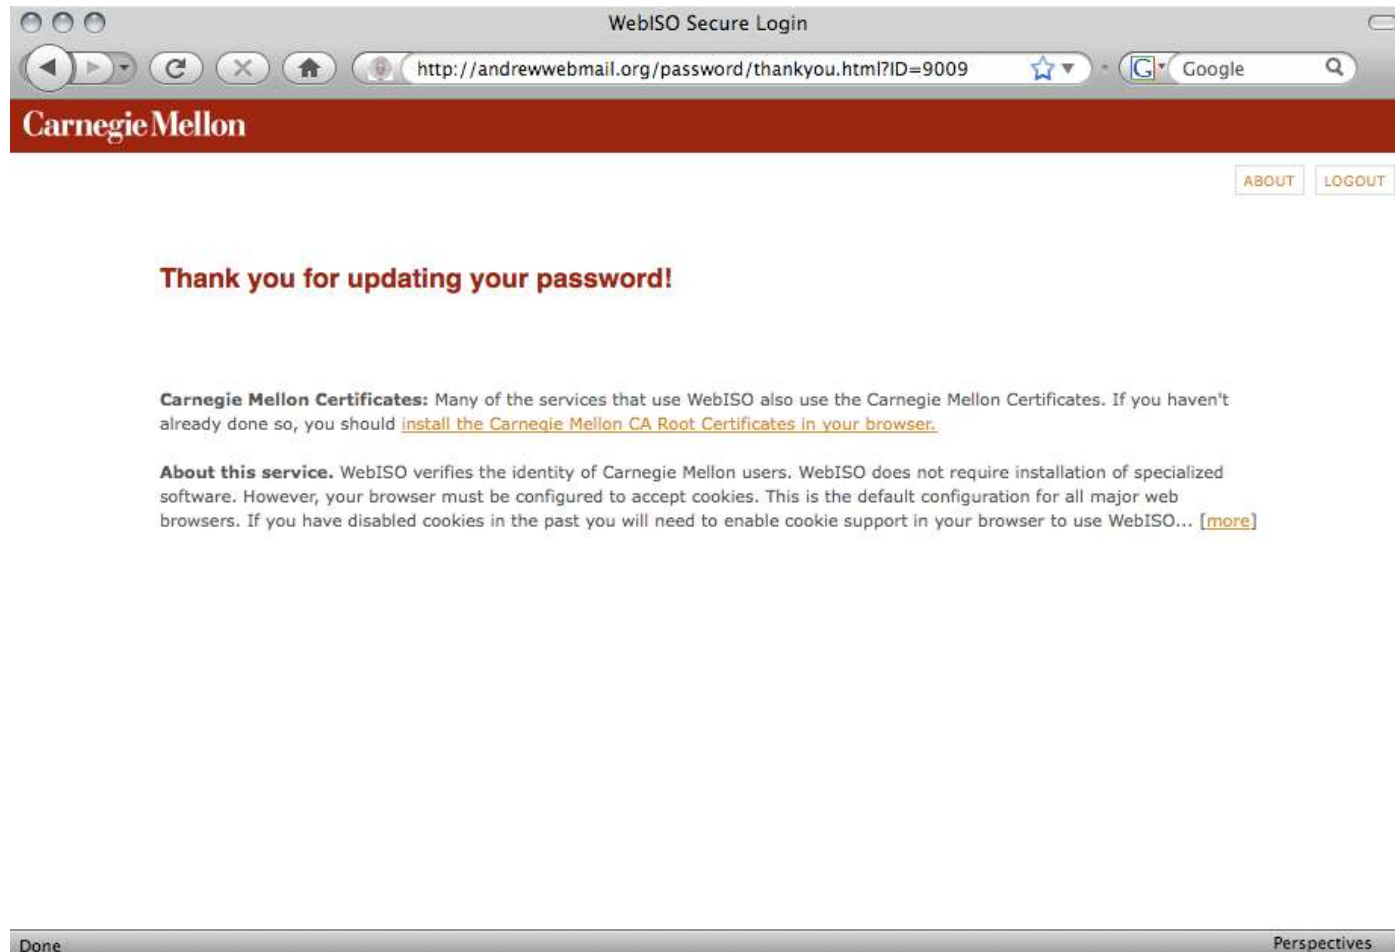 WebISO Secure Login
http://andrewwebmail.org/password/thankyou.html?ID=9009
G
Google
Carnegie Mellon
ABOUT
LOGOUT
Thank you for updating your password!
Carnegie Mellon Certificates: Many of the services that use WebISO also use the Carnegie Mellon Certificates. If you haven't
already done so, you should install the Carnegie Mellon CA Root Certificates in your browser.
About this service. WebISO verifies the identity of Carnegie Mellon users. WebISO does not require installation of specialized
software. However, your browser must be configured to accept cookies. This is the default configuration for all major web
browsers. If you have disabled cookies in the past you will need to enable cookie support in your browser to use WebISO... [more]
Done
Perspectives